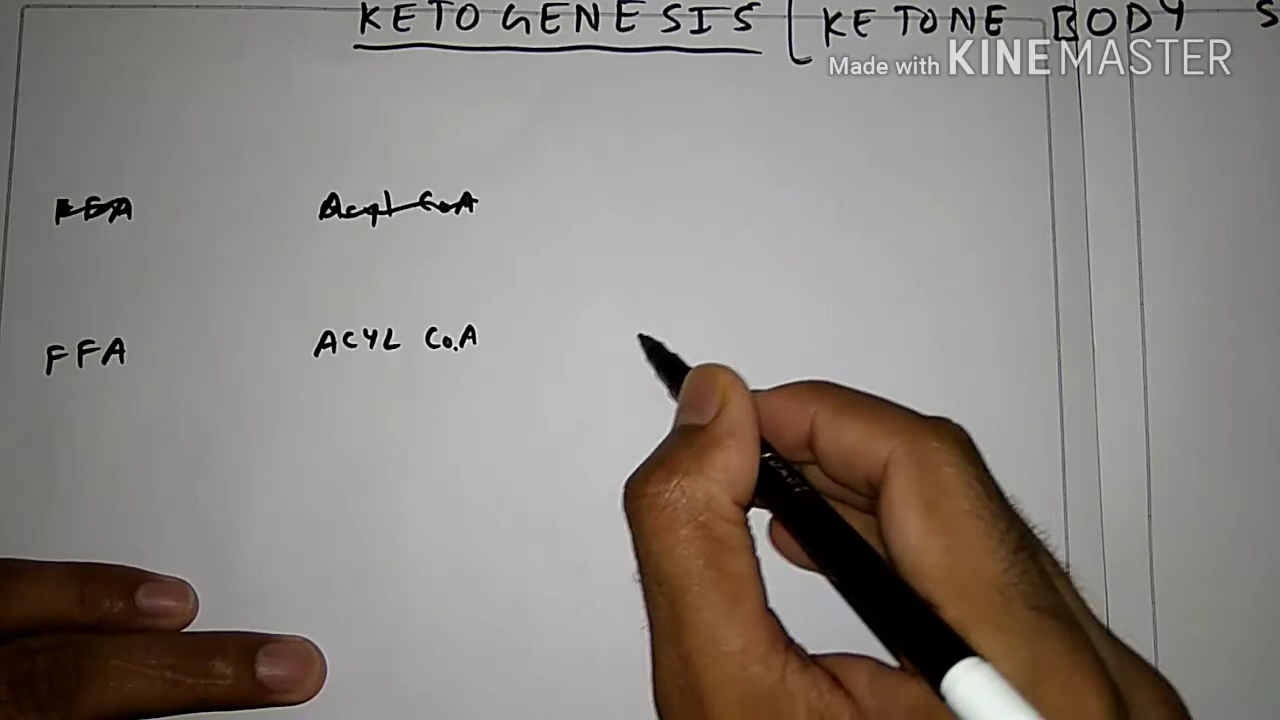 KETOGENESIS [ KETONE BODY S
Made with KINEMASTER
FFA Acyl CoA
FFA ACYL Co.A